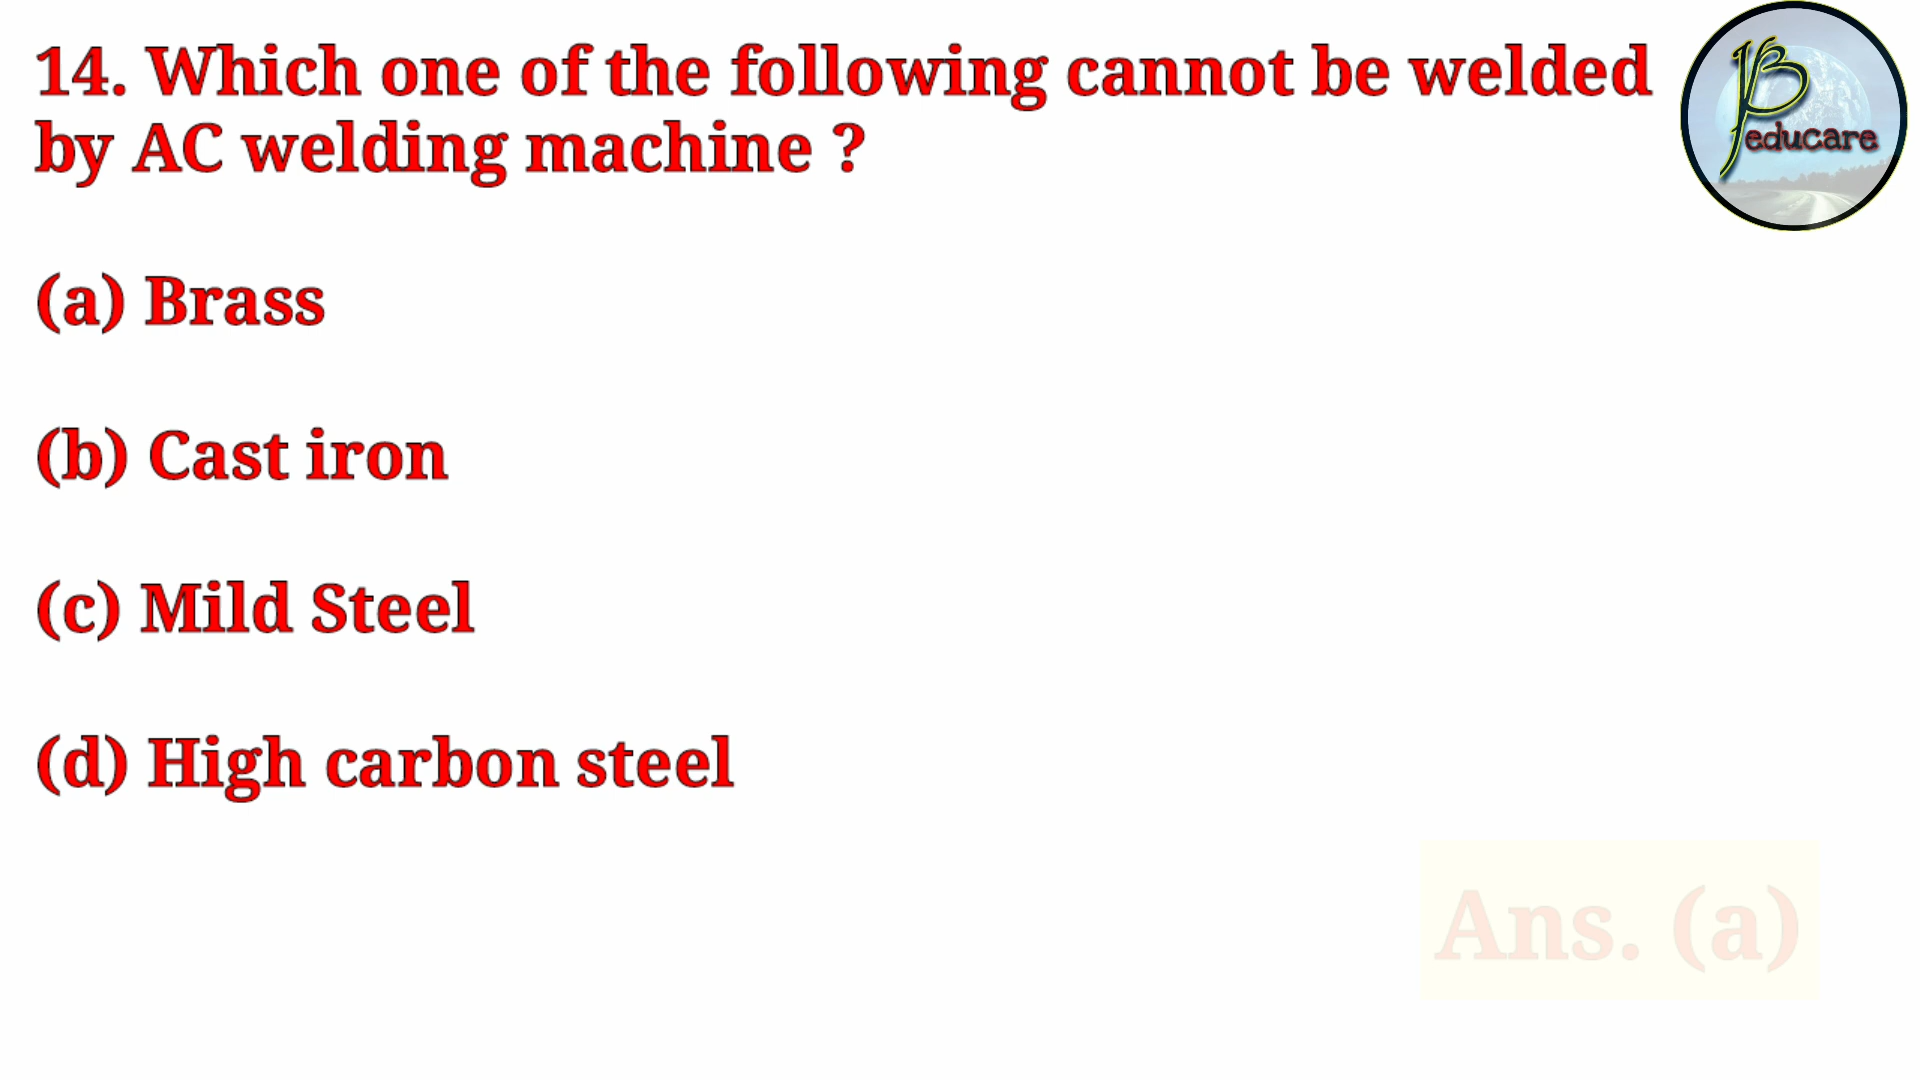 14. Which one of the following cannot be welded
by AC welding machine ?
(a) Brass
(b) Cast iron
(c) Mild Steel
(d) High carbon steel
Ans. (a)
educare